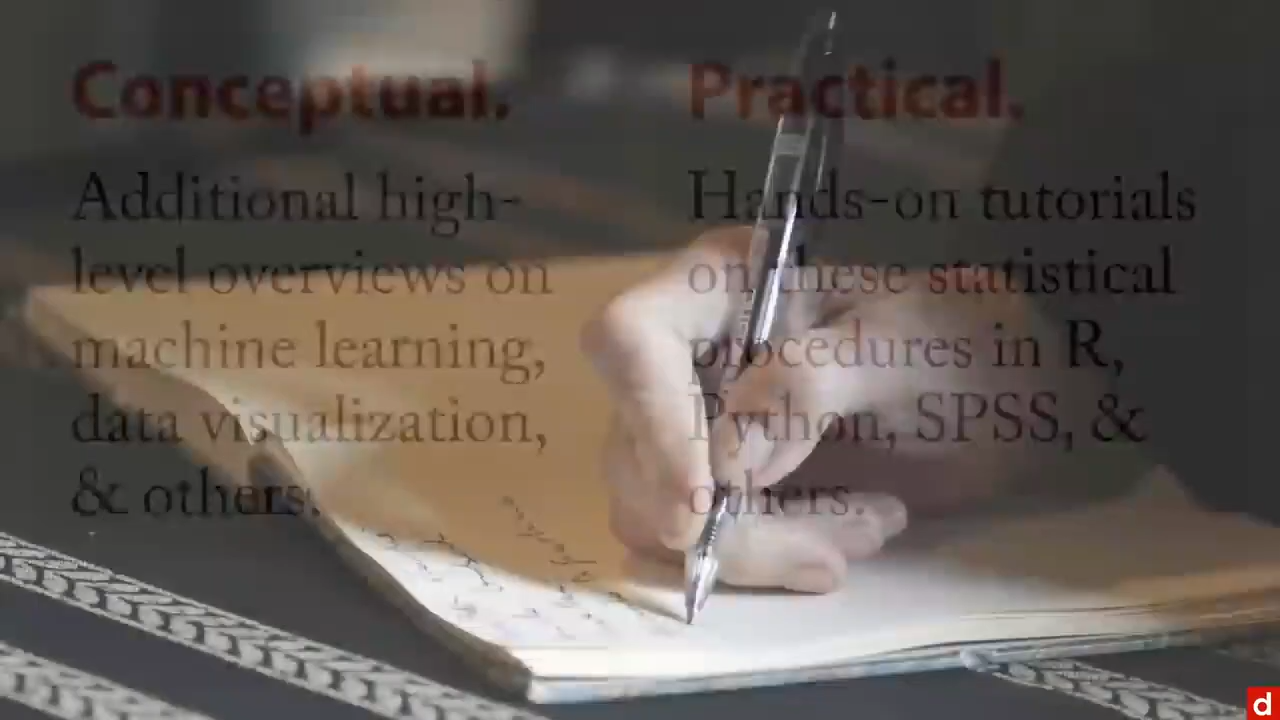 Conceptual.
Additional high-
level overviews on
machine learning,
data visualization,
& others.
Practical.
Hands-on tutorials
on these statistical
procedures in R,
Python, SPSS, &
others.
d